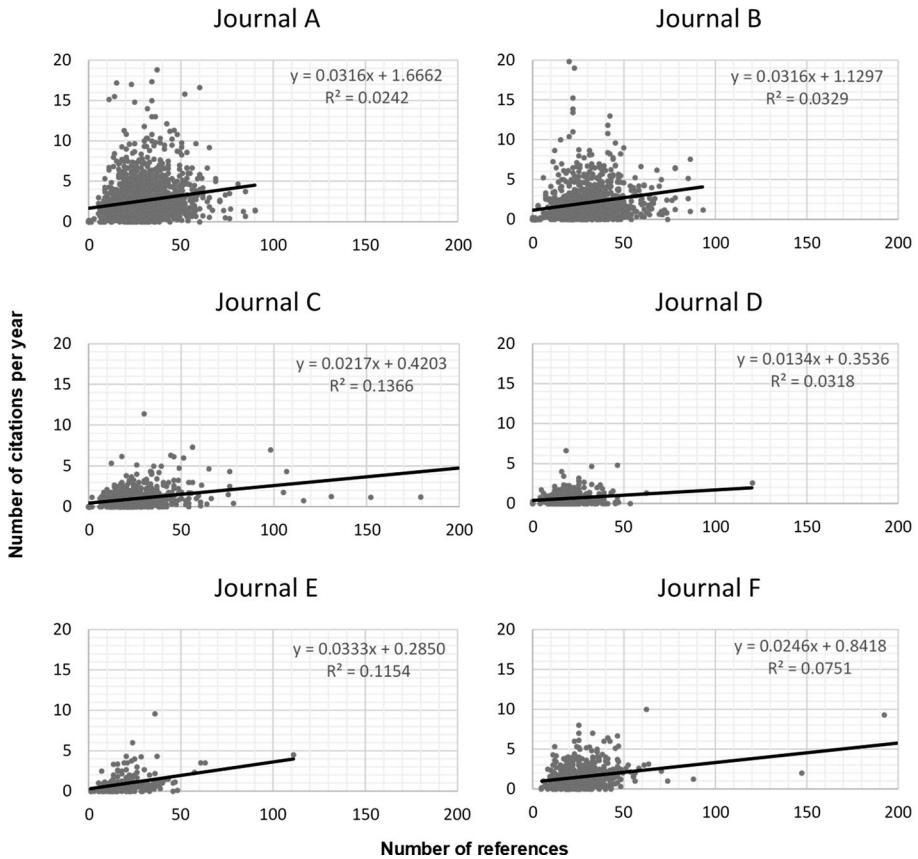 Journal A
20
15
10
5
0
0 50 100 150 200
y = 0.0316x + 1.6662
R² = 0.0242
Journal B
20
15
10
5
0
0 50 100 150 200
y = 0.0316x + 1.1297
R² = 0.0329
Number of citations per year
Journal C
20
15
10
5
0
0 50 100 150 200
y = 0.0217x + 0.4203
R² = 0.1366
Journal D
20
15
10
5
0
0 50 100 150 200
y = 0.0134x + 0.3536
R² = 0.0318
Journal E
20
15
10
5
0
0 50 100 150 200
y = 0.0333x + 0.2850
R² = 0.1154
Journal F
20
15
10
5
0
0 50 100 150 200
y = 0.0246x + 0.8418
R² = 0.0751
Number of references